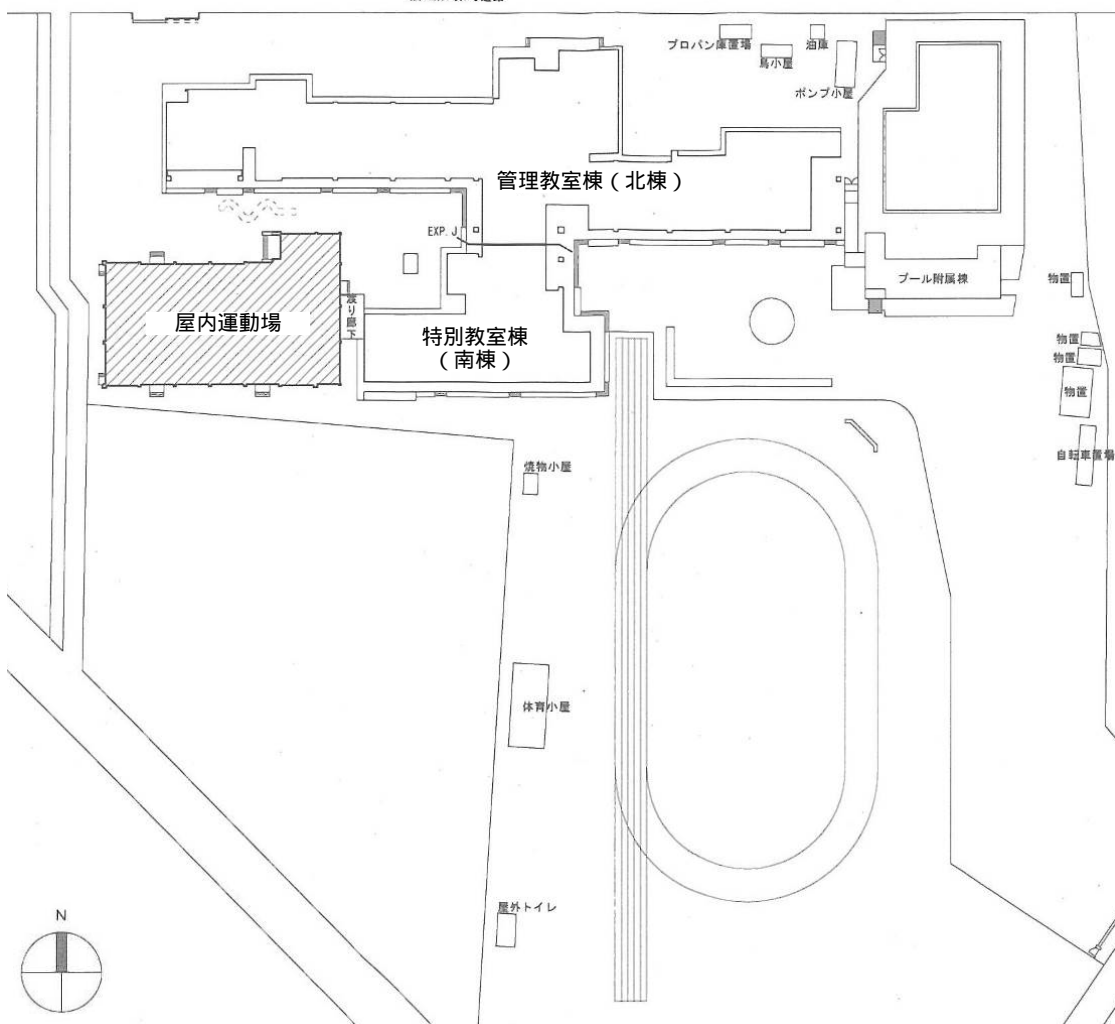 プロパン庫置場
油庫
鳥小屋
ポンプ小屋
管理教室棟(北棟)
EXP. J
プール附属棟
物置
屋内運動場
渡り廊下
特別教室棟
(南棟)
物置
物置
物置
自転車置場
焼物小屋
体育小屋
屋外トイレ
N